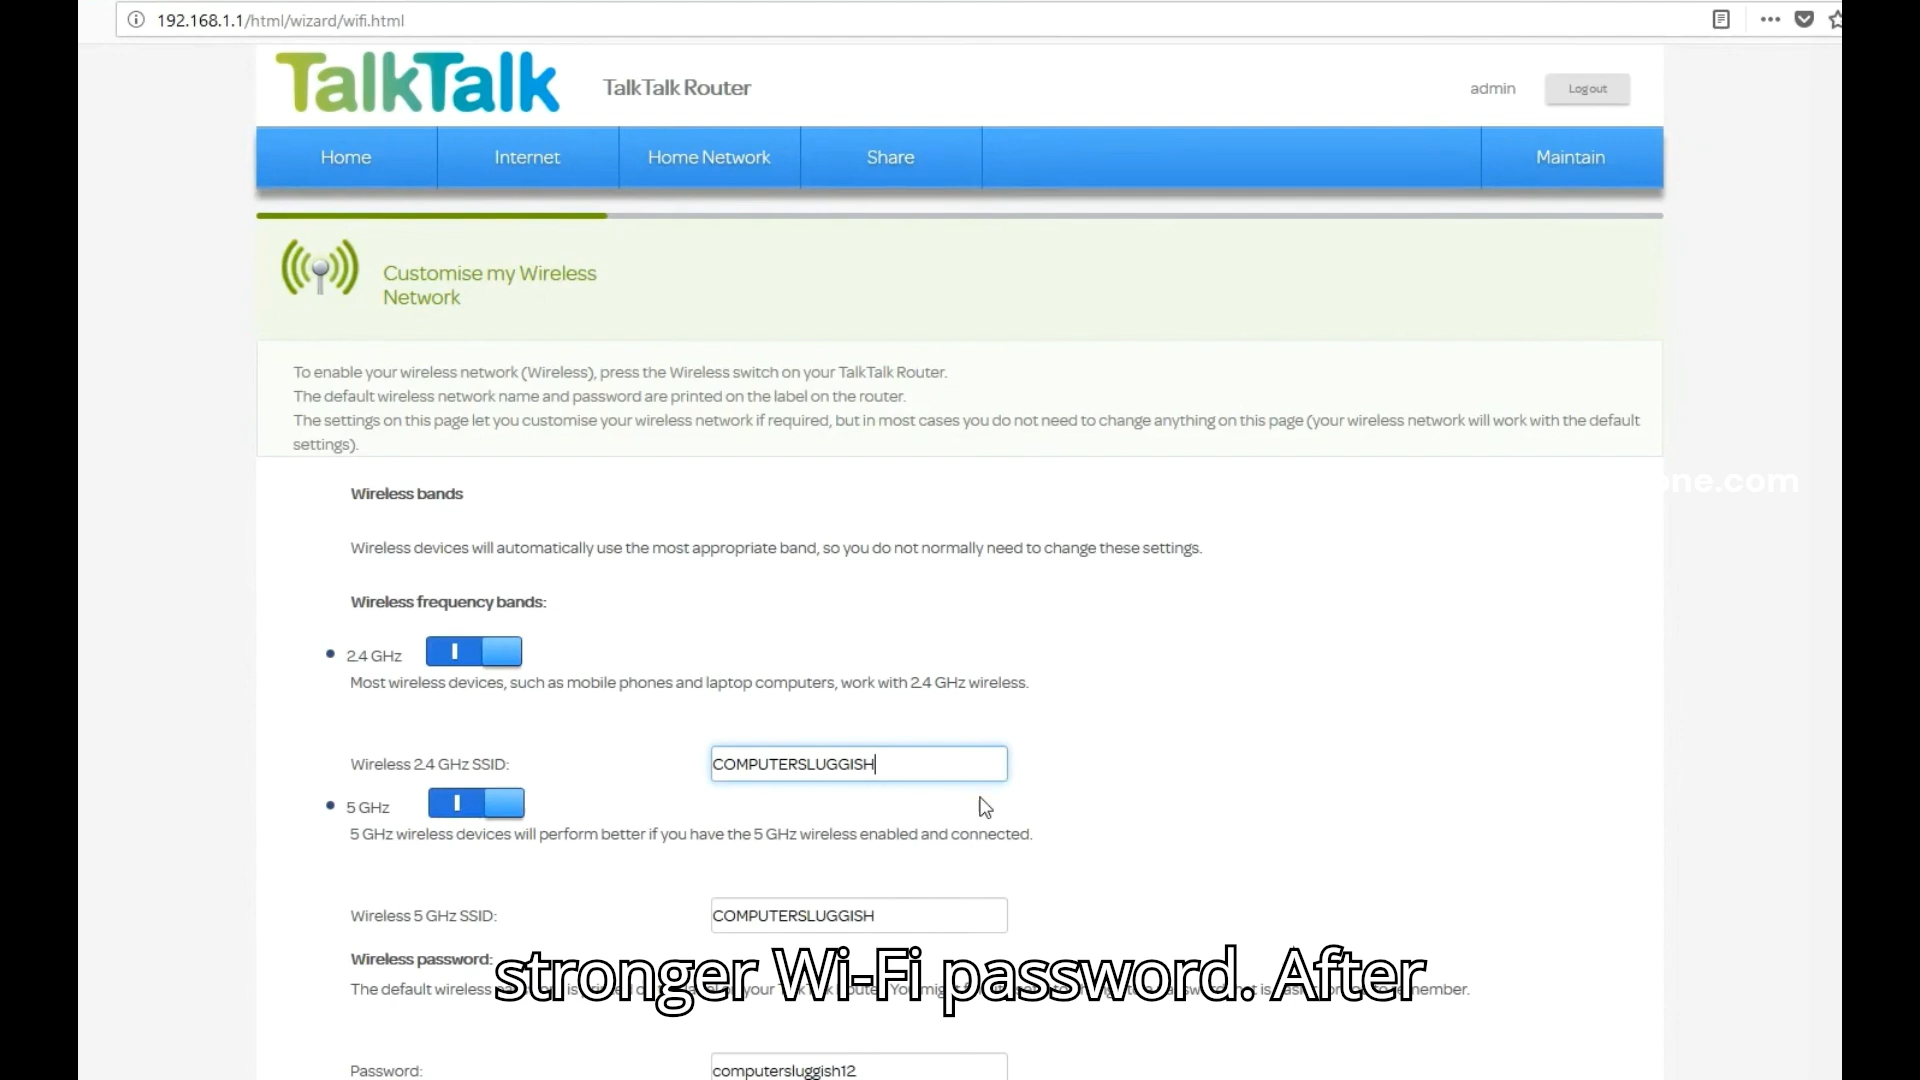 192.168.1.1/html/wizard/wifi.html
TalkTalk
TalkTalk Router
admin
Logout
Home
Internet
Home Network
Share
Maintain
Customise my Wireless
Network
To enable your wireless network (Wireless), press the Wireless switch on your TalkTalk Router.
The default wireless network name and password are printed on the label on the router.
The settings on this page let you customise your wireless network if required, but in most cases you do not need to change anything on this page (your wireless network will work with the default
settings).
one.com
Wireless bands
Wireless devices will automatically use the most appropriate band, so you do not normally need to change these settings.
Wireless frequency bands:
2.4 GHz
Most wireless devices, such as mobile phones and laptop computers, work with 2.4 GHz wireless.
Wireless 2.4 GHz SSID:
COMPUTERSLUGGISH
5 GHz
5 GHz wireless devices will perform better if you have the 5 GHz wireless enabled and connected.
Wireless 5 GHz SSID:
COMPUTERSLUGGISH
Wireless password:
stronger Wi-Fi password. After
The default wireless
Password:
computersluggish12